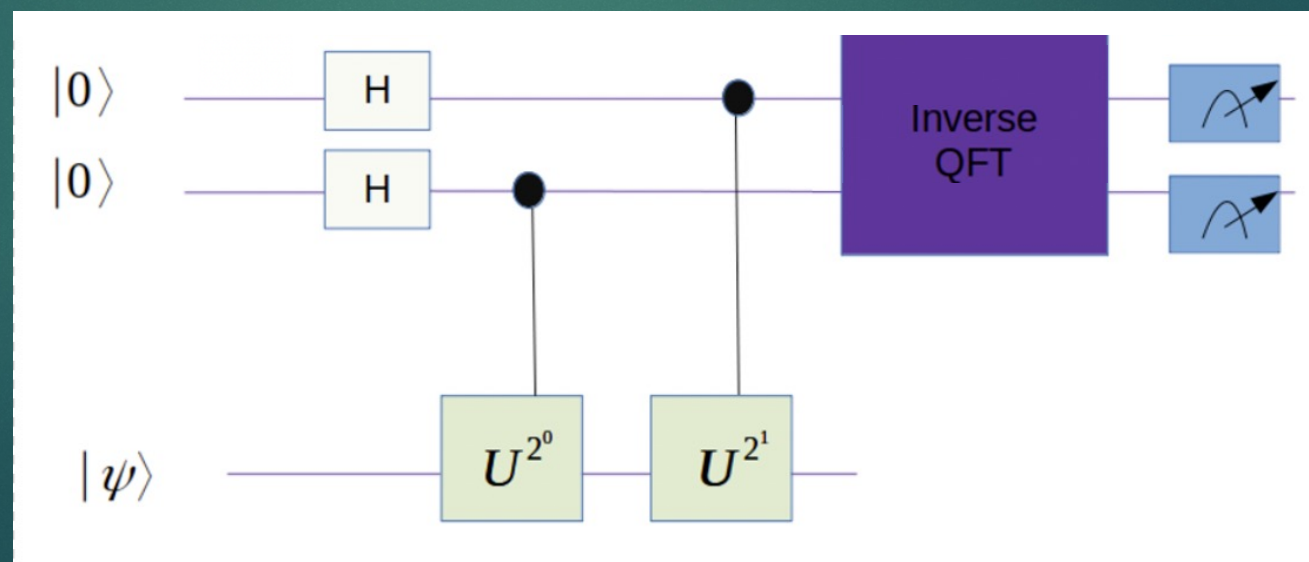 |0⟩ H
|0⟩ H
Inverse
QFT
|ψ⟩ U^{2^0} U^{2^1}